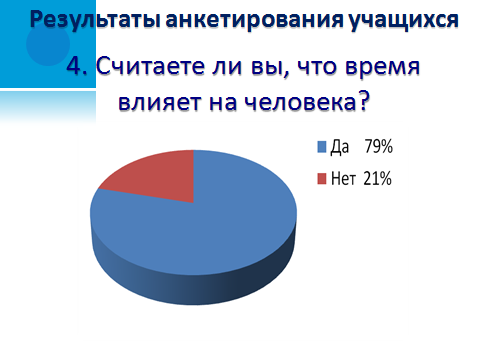 Результаты анкетирования учащихся
4. Считаете ли вы, что время
влияет на человека?
Да 79%
Нет 21%